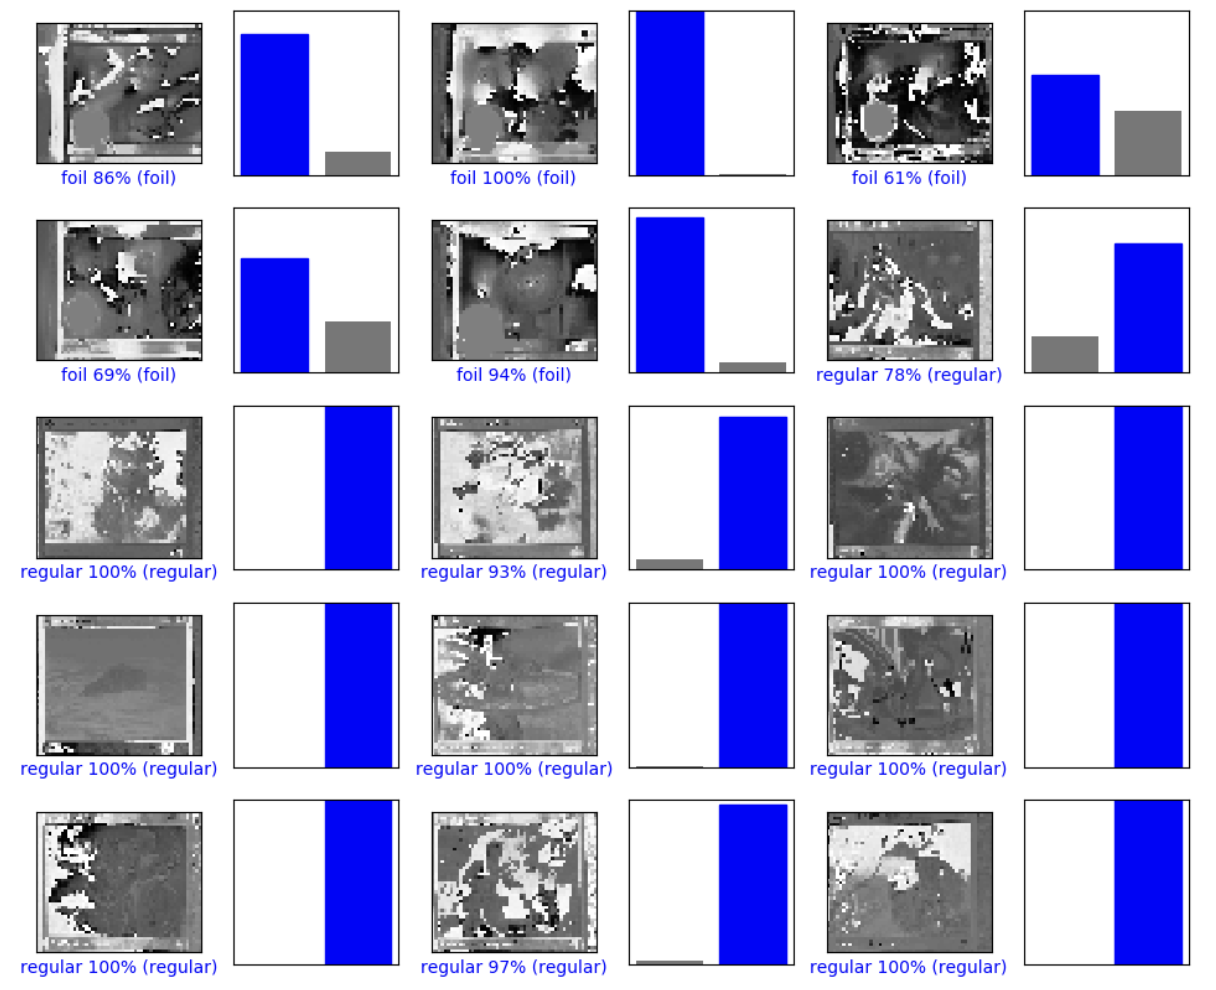 foil 86% (foil)
foil 100% (foil)
foil 61% (foil)
foil 69% (foil)
foil 94% (foil)
regular 78% (regular)
regular 100% (regular)
regular 93% (regular)
regular 100% (regular)
regular 100% (regular)
regular 100% (regular)
regular 100% (regular)
regular 100% (regular)
regular 97% (regular)
regular 100% (regular)